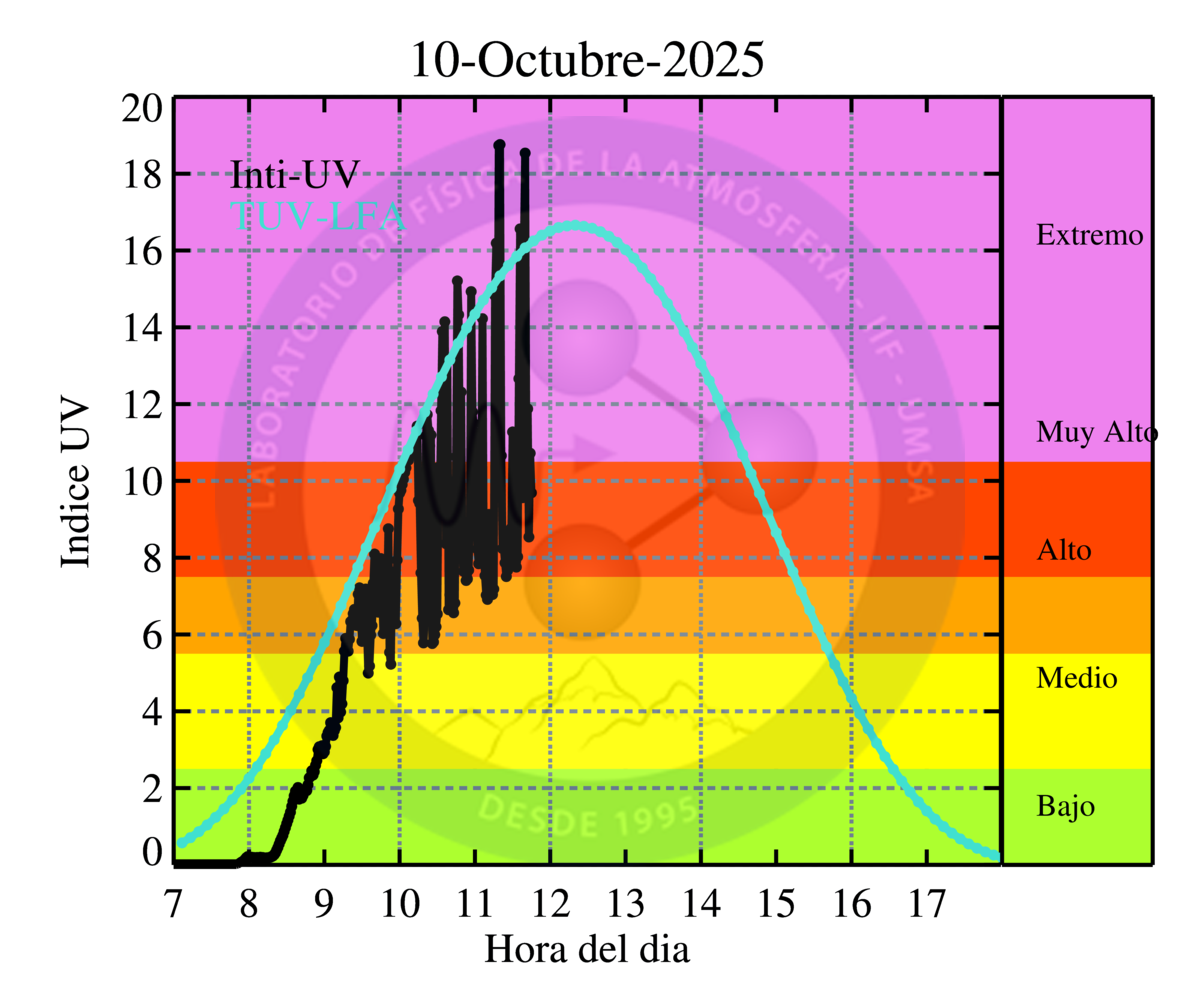 10-Octubre-2025
20
18
16
14
12
10
8
6
4
2
0
Indice UV
Inti-UV
TUV-LFA
LABORATORIO DE FÍSICA DE LA ATMÓSFERA - IIF - UMSA
DESDE 1995
Extremo
Muy Alto
Alto
Medio
Bajo
7 8 9 10 11 12 13 14 15 16 17
Hora del dia